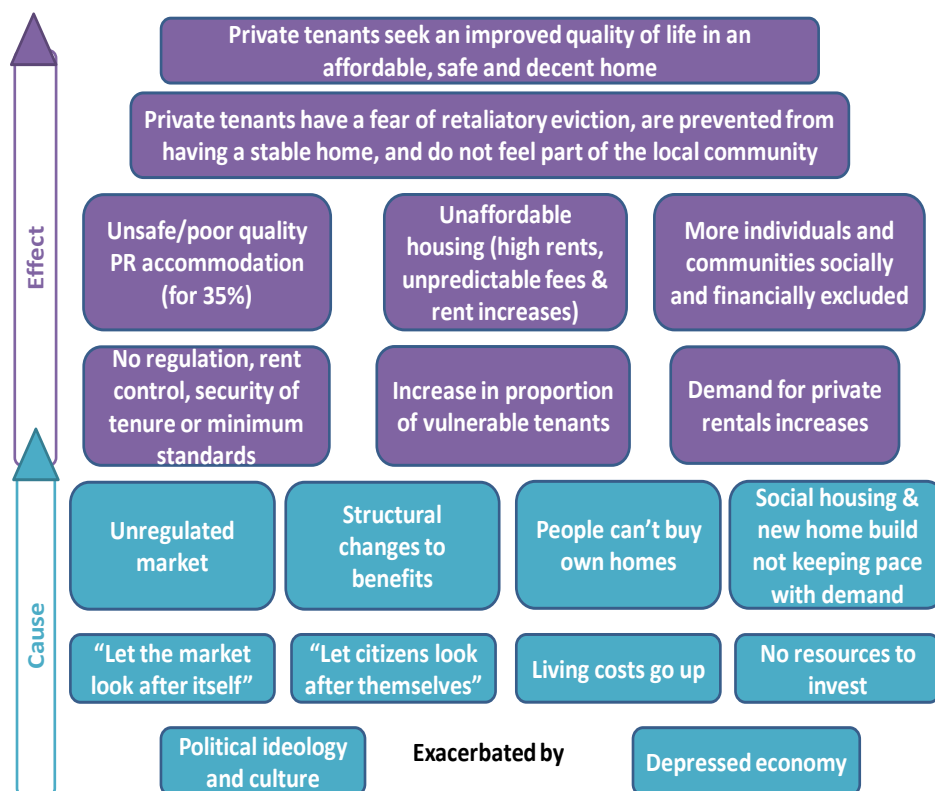 Private tenants seek an improved quality of life in an
affordable, safe and decent home
Private tenants have a fear of retaliatory eviction, are prevented from
having a stable home, and do not feel part of the local community
Effect
Unsafe/poor quality
PR accommodation
(for 35%)
Unaffordable
housing (high rents,
unpredictable fees &
rent increases)
More individuals and
communities socially
and financially excluded
No regulation, rent
control, security of
tenure or minimum
standards
Increase in proportion
of vulnerable tenants
Demand for private
rentals increases
Cause
Unregulated
market
Structural
changes to
benefits
People can’t buy
own homes
Social housing &
new home build
not keeping pace
with demand
“Let the market
look after itself”
“Let citizens look
after themselves”
Living costs go up
No resources to
invest
Political ideology
and culture
Exacerbated by
Depressed economy